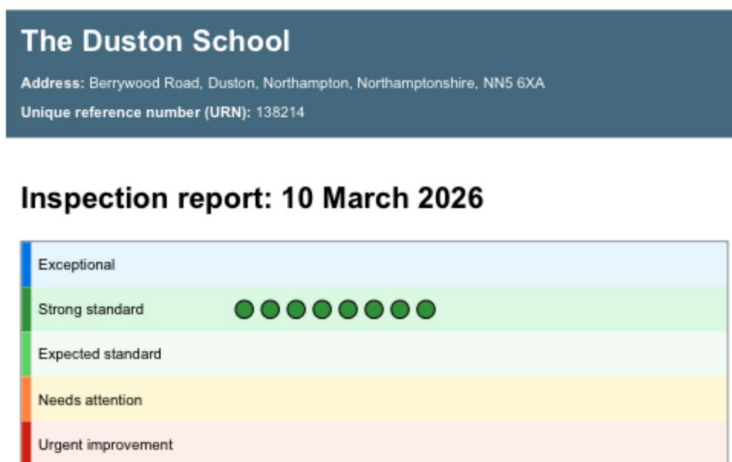 The Duston School
Address: Berrywood Road, Duston, Northampton, Northamptonshire, NN5 6XA
Unique reference number (URN): 138214
Inspection report: 10 March 2026
Exceptional
Strong standard
Expected standard
Needs attention
Urgent improvement